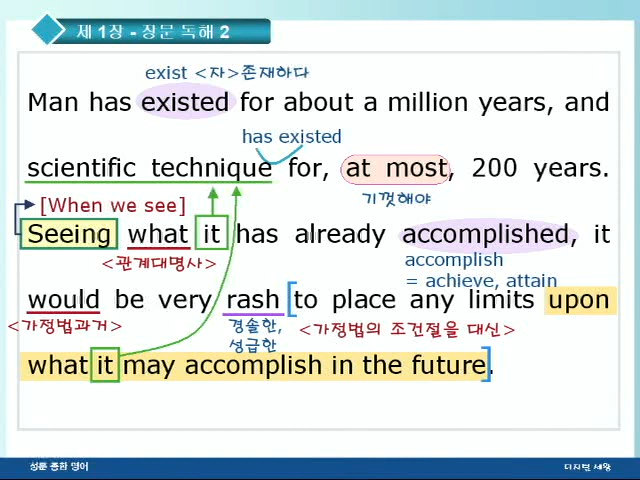 제 1장 - 장문 독해 2
exist <자>존재하다
Man has existed for about a million years, and
has existed
scientific technique for, at most, 200 years.
[When we see]
기껏해야
Seeing what it has already accomplished, it
<관계대명사>
accomplish
= achieve, attain
would be very rash [to place any limits upon
<가정법과거>
경솔한,
성급한
<가정법의 조건절을 대신>
what it may accomplish in the future].
성문 종합 영어
디지털 세왕